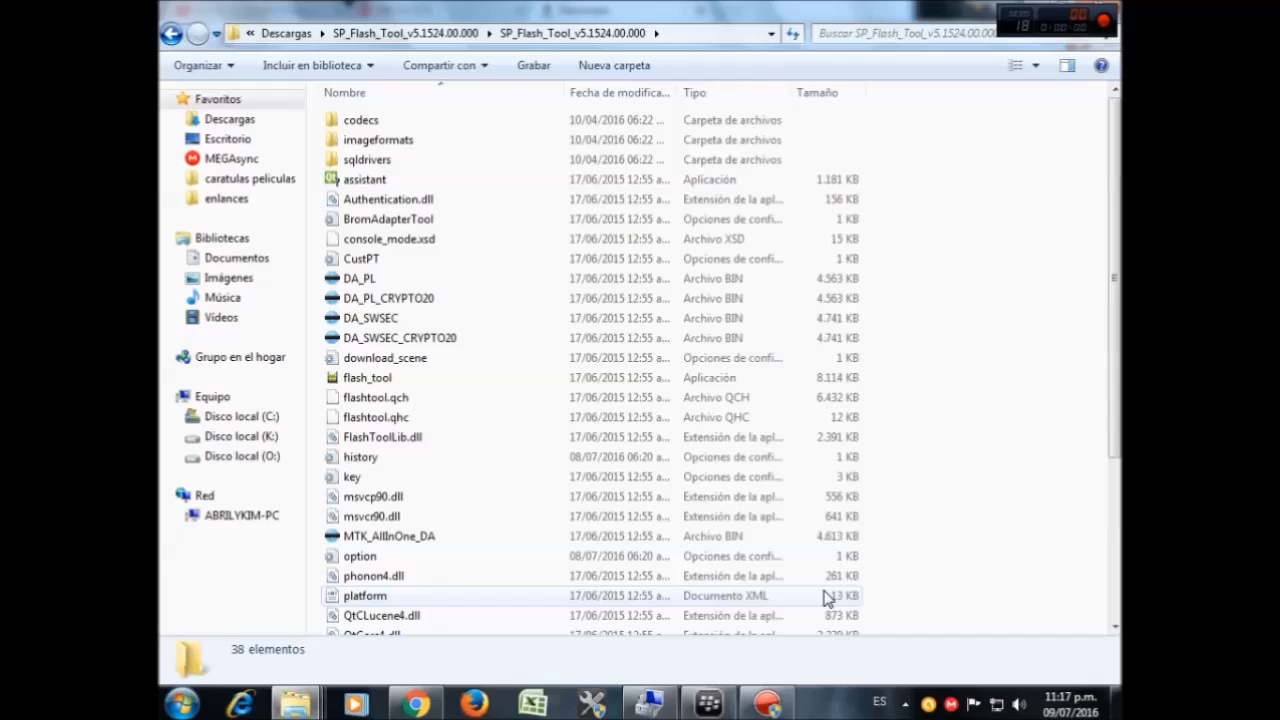 « Descargas ▸ SP_Flash_Tool_v5.1524.00.000 ▸ SP_Flash_Tool_v5.1524.00.000 ▸
Buscar SP_Flash_Tool_v5.1524.00.000
18 00 0:00:00
Organizar Incluir en biblioteca Compartir con Grabar Nueva carpeta
Nombre Fecha de modifica... Tipo Tamaño
Favoritos
Descargas
Escritorio
MEGAsync
caratulas peliculas
enlances
Bibliotecas
Documentos
Imágenes
Música
Vídeos
Grupo en el hogar
Equipo
Disco local (C:)
Disco local (K:)
Disco local (O:)
Red
ABRILYKIM-PC
codecs 10/04/2016 06:22 ... Carpeta de archivos
imageformats 10/04/2016 06:22 ... Carpeta de archivos
sqldrivers 10/04/2016 06:22 ... Carpeta de archivos
assistant 17/06/2015 12:55 a... Aplicación 1.181 KB
Authentication.dll 17/06/2015 12:55 a... Extensión de la apl... 156 KB
BromAdapterTool 17/06/2015 12:55 a... Opciones de confi... 1 KB
console_mode.xsd 17/06/2015 12:55 a... Archivo XSD 15 KB
CustPT 17/06/2015 12:55 a... Opciones de confi... 1 KB
DA_PL 17/06/2015 12:55 a... Archivo BIN 4.563 KB
DA_PL_CRYPTO20 17/06/2015 12:55 a... Archivo BIN 4.563 KB
DA_SWSEC 17/06/2015 12:55 a... Archivo BIN 4.741 KB
DA_SWSEC_CRYPTO20 17/06/2015 12:55 a... Archivo BIN 4.741 KB
download_scene 17/06/2015 12:55 a... Opciones de confi... 1 KB
flash_tool 17/06/2015 12:55 a... Aplicación 8.114 KB
flashtool.qch 17/06/2015 12:55 a... Archivo QCH 6.432 KB
flashtool.qhc 17/06/2015 12:55 a... Archivo QHC 12 KB
FlashToolLib.dll 17/06/2015 12:55 a... Extensión de la apl... 2.391 KB
history 08/07/2016 06:20 a... Opciones de confi... 1 KB
key 17/06/2015 12:55 a... Opciones de confi... 3 KB
msvcp90.dll 17/06/2015 12:55 a... Extensión de la apl... 556 KB
msvcr90.dll 17/06/2015 12:55 a... Extensión de la apl... 641 KB
MTK_AllInOne_DA 17/06/2015 12:55 a... Archivo BIN 4.613 KB
option 08/07/2016 06:20 a... Opciones de confi... 1 KB
phonon4.dll 17/06/2015 12:55 a... Extensión de la apl... 261 KB
platform 17/06/2015 12:55 a... Documento XML 13 KB
QtCLucene4.dll 17/06/2015 12:55 a... Extensión de la apl... 873 KB
38 elementos
ES 11:17 p.m.
09/07/2016